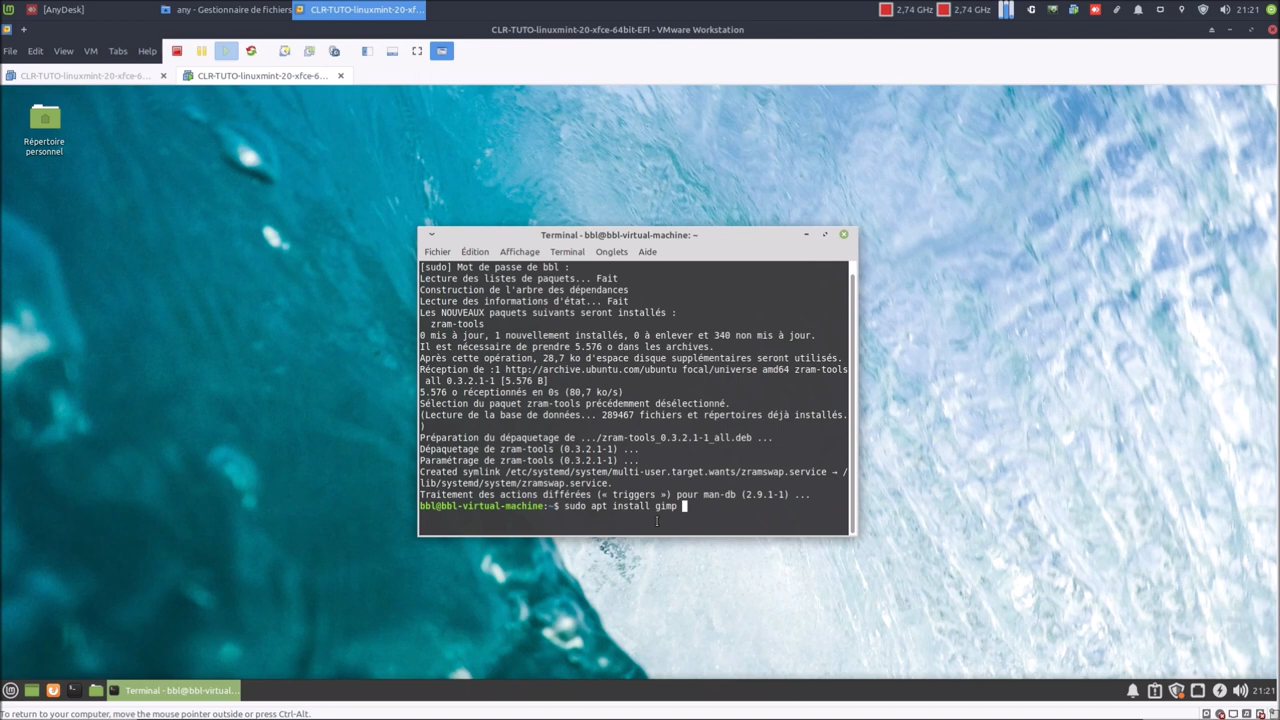 [AnyDesk]
any - Gestionnaire de fichiers
CLR-TUTO-linuxmint-20-xf...
2,74 GHz
2,74 GHz
21:21
CLR-TUTO-linuxmint-20-xfce-64bit-EFI - VMware Workstation
File Edit View VM Tabs Help
CLR-TUTO-linuxmint-20-xfce-6...
CLR-TUTO-linuxmint-20-xfce-6...
Répertoire
personnel
Terminal - bbl@bbl-virtual-machine: ~
Fichier Édition Affichage Terminal Onglets Aide
[sudo] Mot de passe de bbl :
Lecture des listes de paquets... Fait
Construction de l'arbre des dépendances
Lecture des informations d'état... Fait
Les NOUVEAUX paquets suivants seront installés :
zram-tools
0 mis à jour, 1 nouvellement installés, 0 à enlever et 340 non mis à jour.
Il est nécessaire de prendre 5.576 o dans les archives.
Après cette opération, 28,7 ko d'espace disque supplémentaires seront utilisés.
Réception de :1 http://archive.ubuntu.com/ubuntu focal/universe amd64 zram-tools
all 0.3.2.1-1 [5.576 B]
5.576 o réceptionnés en 0s (80,7 ko/s)
Sélection du paquet zram-tools précédemment désélectionné.
(Lecture de la base de données... 289467 fichiers et répertoires déjà installés.
)
Préparation du dépaquetage de .../zram-tools_0.3.2.1-1_all.deb ...
Dépaquetage de zram-tools (0.3.2.1-1) ...
Paramétrage de zram-tools (0.3.2.1-1) ...
Created symlink /etc/systemd/system/multi-user.target.wants/zramswap.service → /
lib/systemd/system/zramswap.service.
Traitement des actions différées (« triggers ») pour man-db (2.9.1-1) ...
bbl@bbl-virtual-machine:~$ sudo apt install gimp
Terminal - bbl@bbl-virtual...
21:21
To return to your computer, move the mouse pointer outside or press Ctrl-Alt.